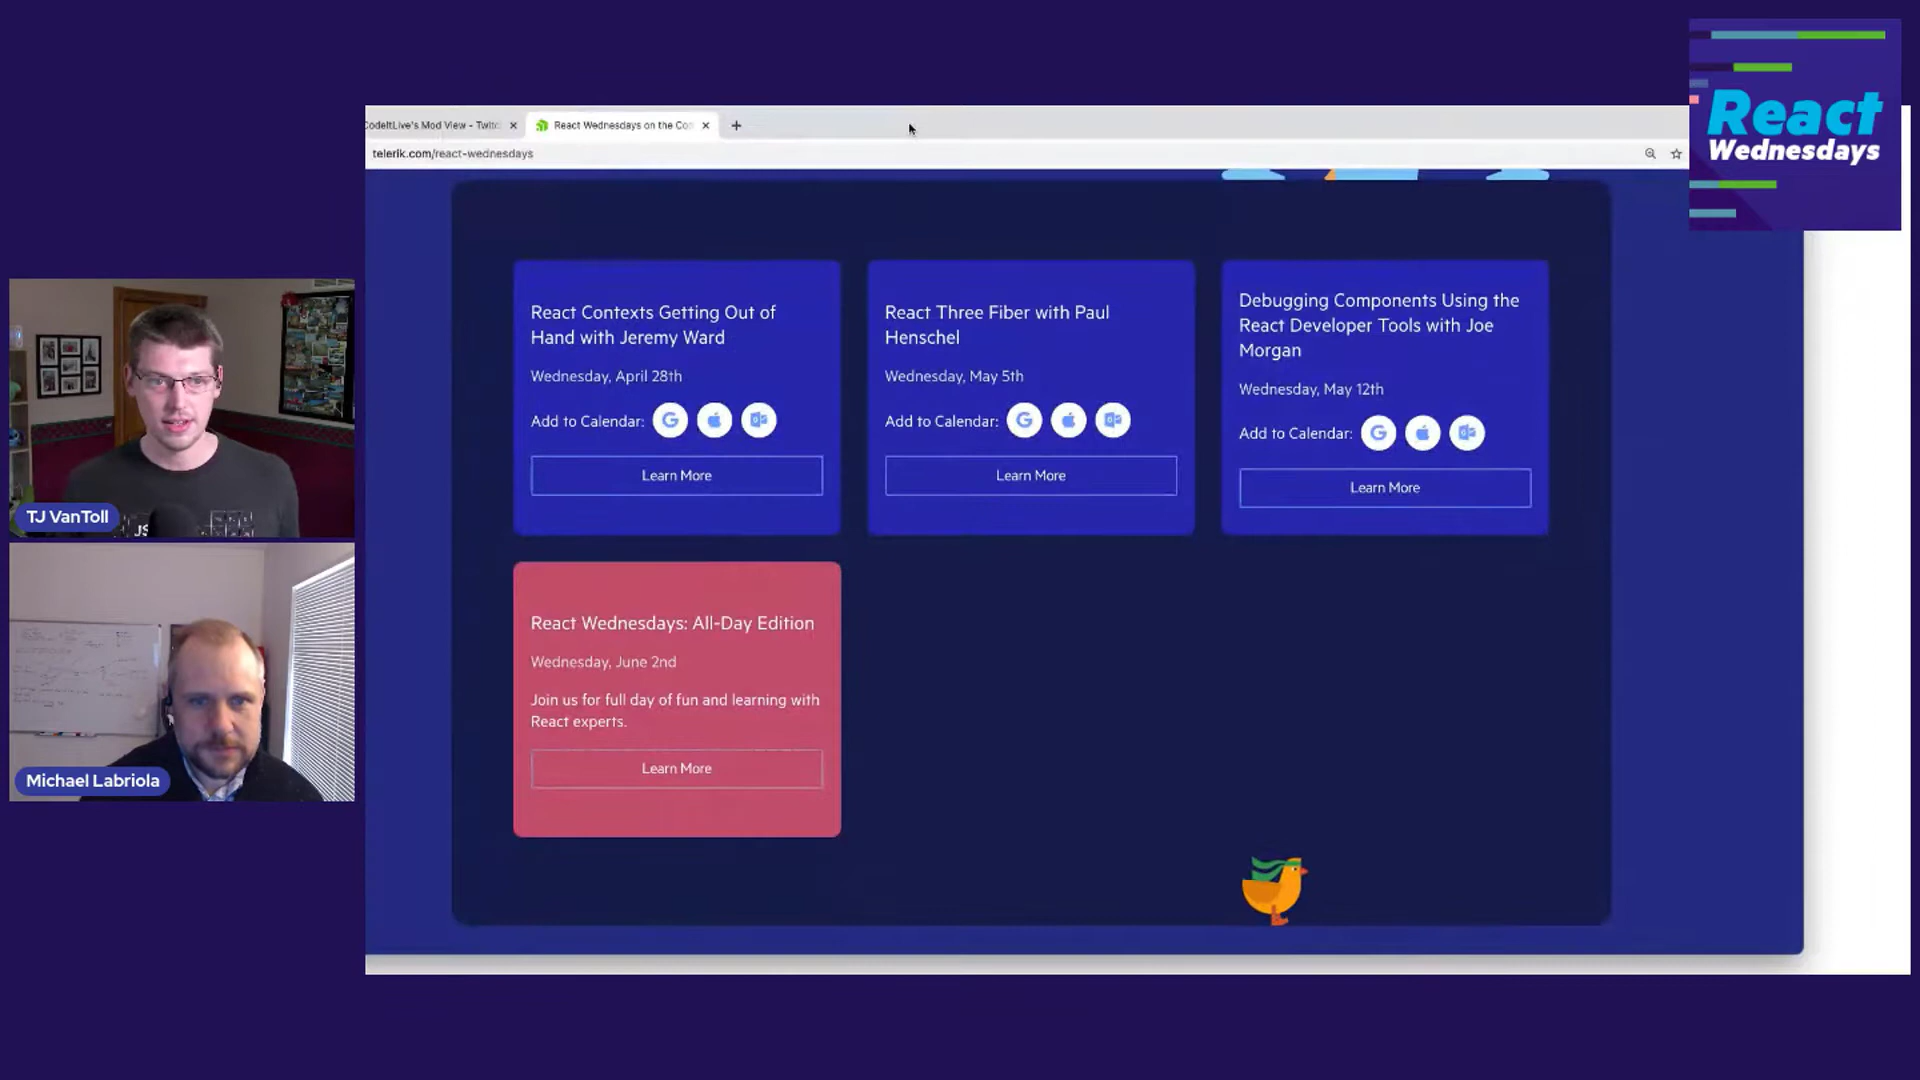 React
Wednesdays
CodeItLive's Mod View - Twitc
React Wednesdays on the Co
telerik.com/react-wednesdays
React Contexts Getting Out of
Hand with Jeremy Ward
Wednesday, April 28th
Add to Calendar:
Learn More
React Three Fiber with Paul
Henschel
Wednesday, May 5th
Add to Calendar:
Learn More
Debugging Components Using the
React Developer Tools with Joe
Morgan
Wednesday, May 12th
Add to Calendar:
Learn More
React Wednesdays: All-Day Edition
Wednesday, June 2nd
Join us for full day of fun and learning with
React experts.
Learn More
TJ VanToll
JS
Michael Labriola